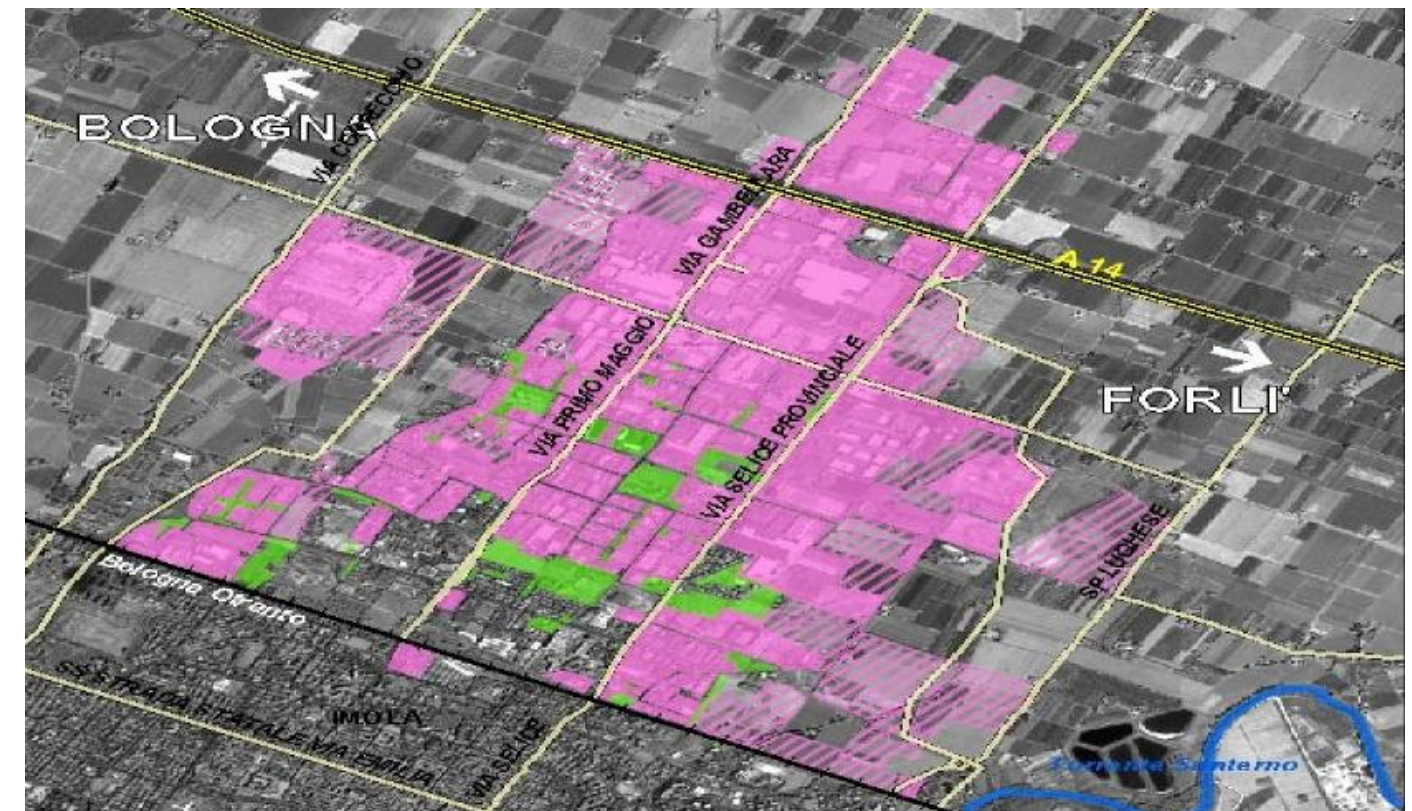 BOLOGNA
VIA CORRECCHIO
VIA GAMBELLARA
A 14
VIA PRIMO MAGGIO
VIA SELICE PROVINCIALE
FORLI'
SP LUGHESE
Bologna Otranto
SS STRADA STATALE VIA EMILIA
IMOLA
VIA SELICE
Torrente Santerno